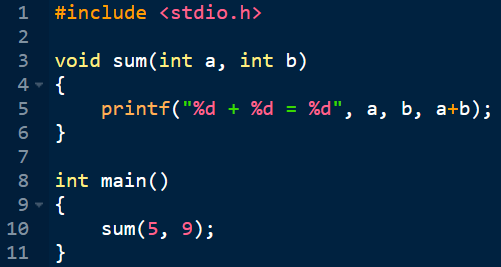 1 #include <stdio.h>
2
3 void sum(int a, int b)
4 {
5     printf("%d + %d = %d", a, b, a+b);
6 }
7
8 int main()
9 {
10     sum(5, 9);
11 }